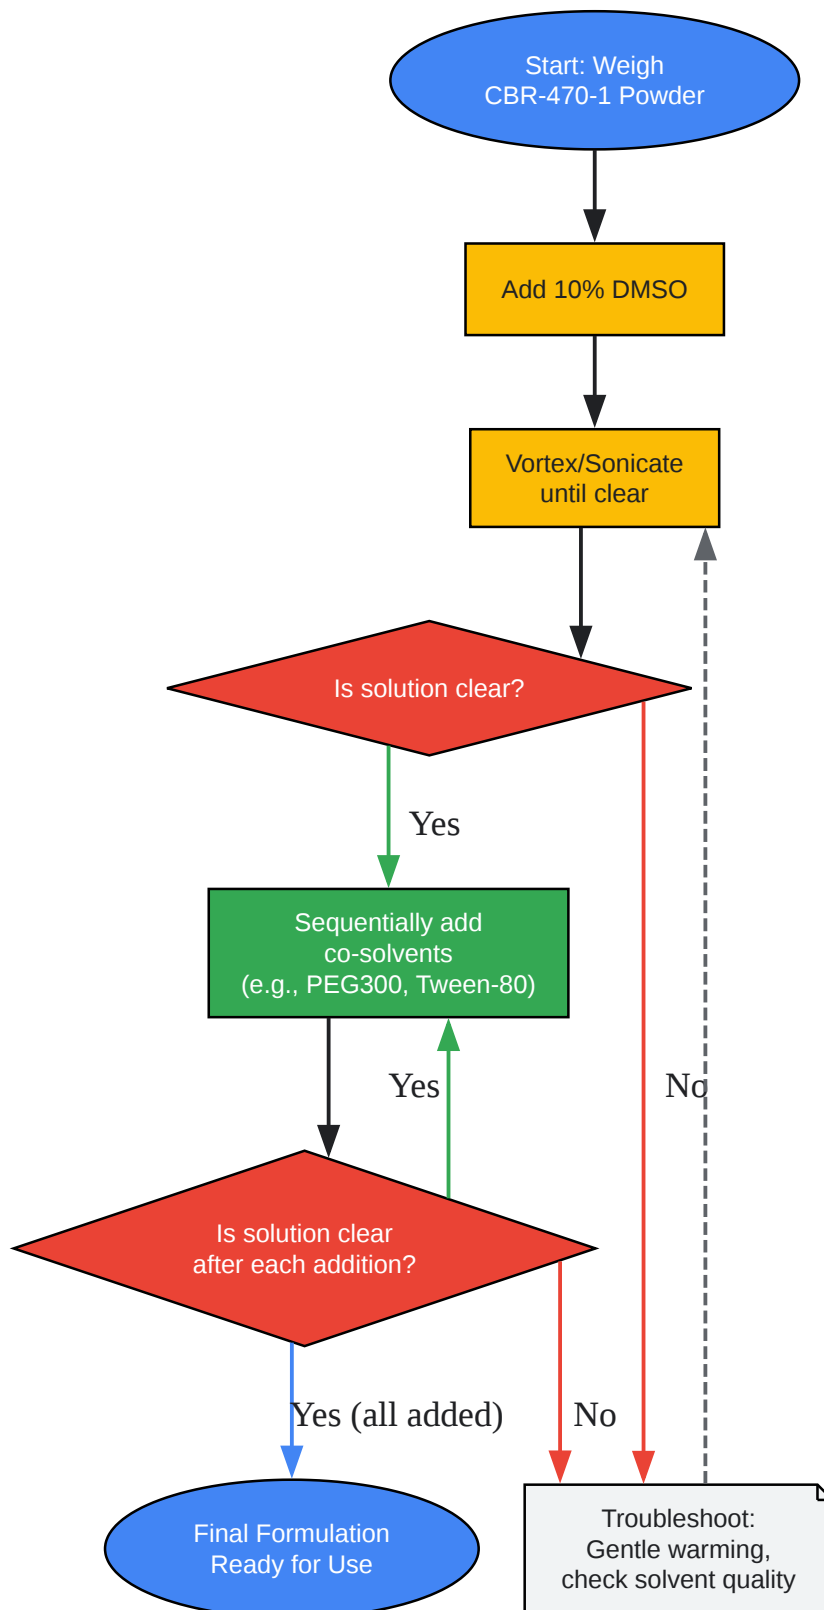 Start: Weigh
CBR-470-1 Powder
Add 10% DMSO
Vortex/Sonicate
until clear
Is solution clear?
Yes
Sequentially add
co-solvents
(e.g., PEG300, Tween-80)
Yes
No
Is solution clear
after each addition?
Yes (all added)
No
Final Formulation
Ready for Use
Troubleshoot:
Gentle warming,
check solvent quality